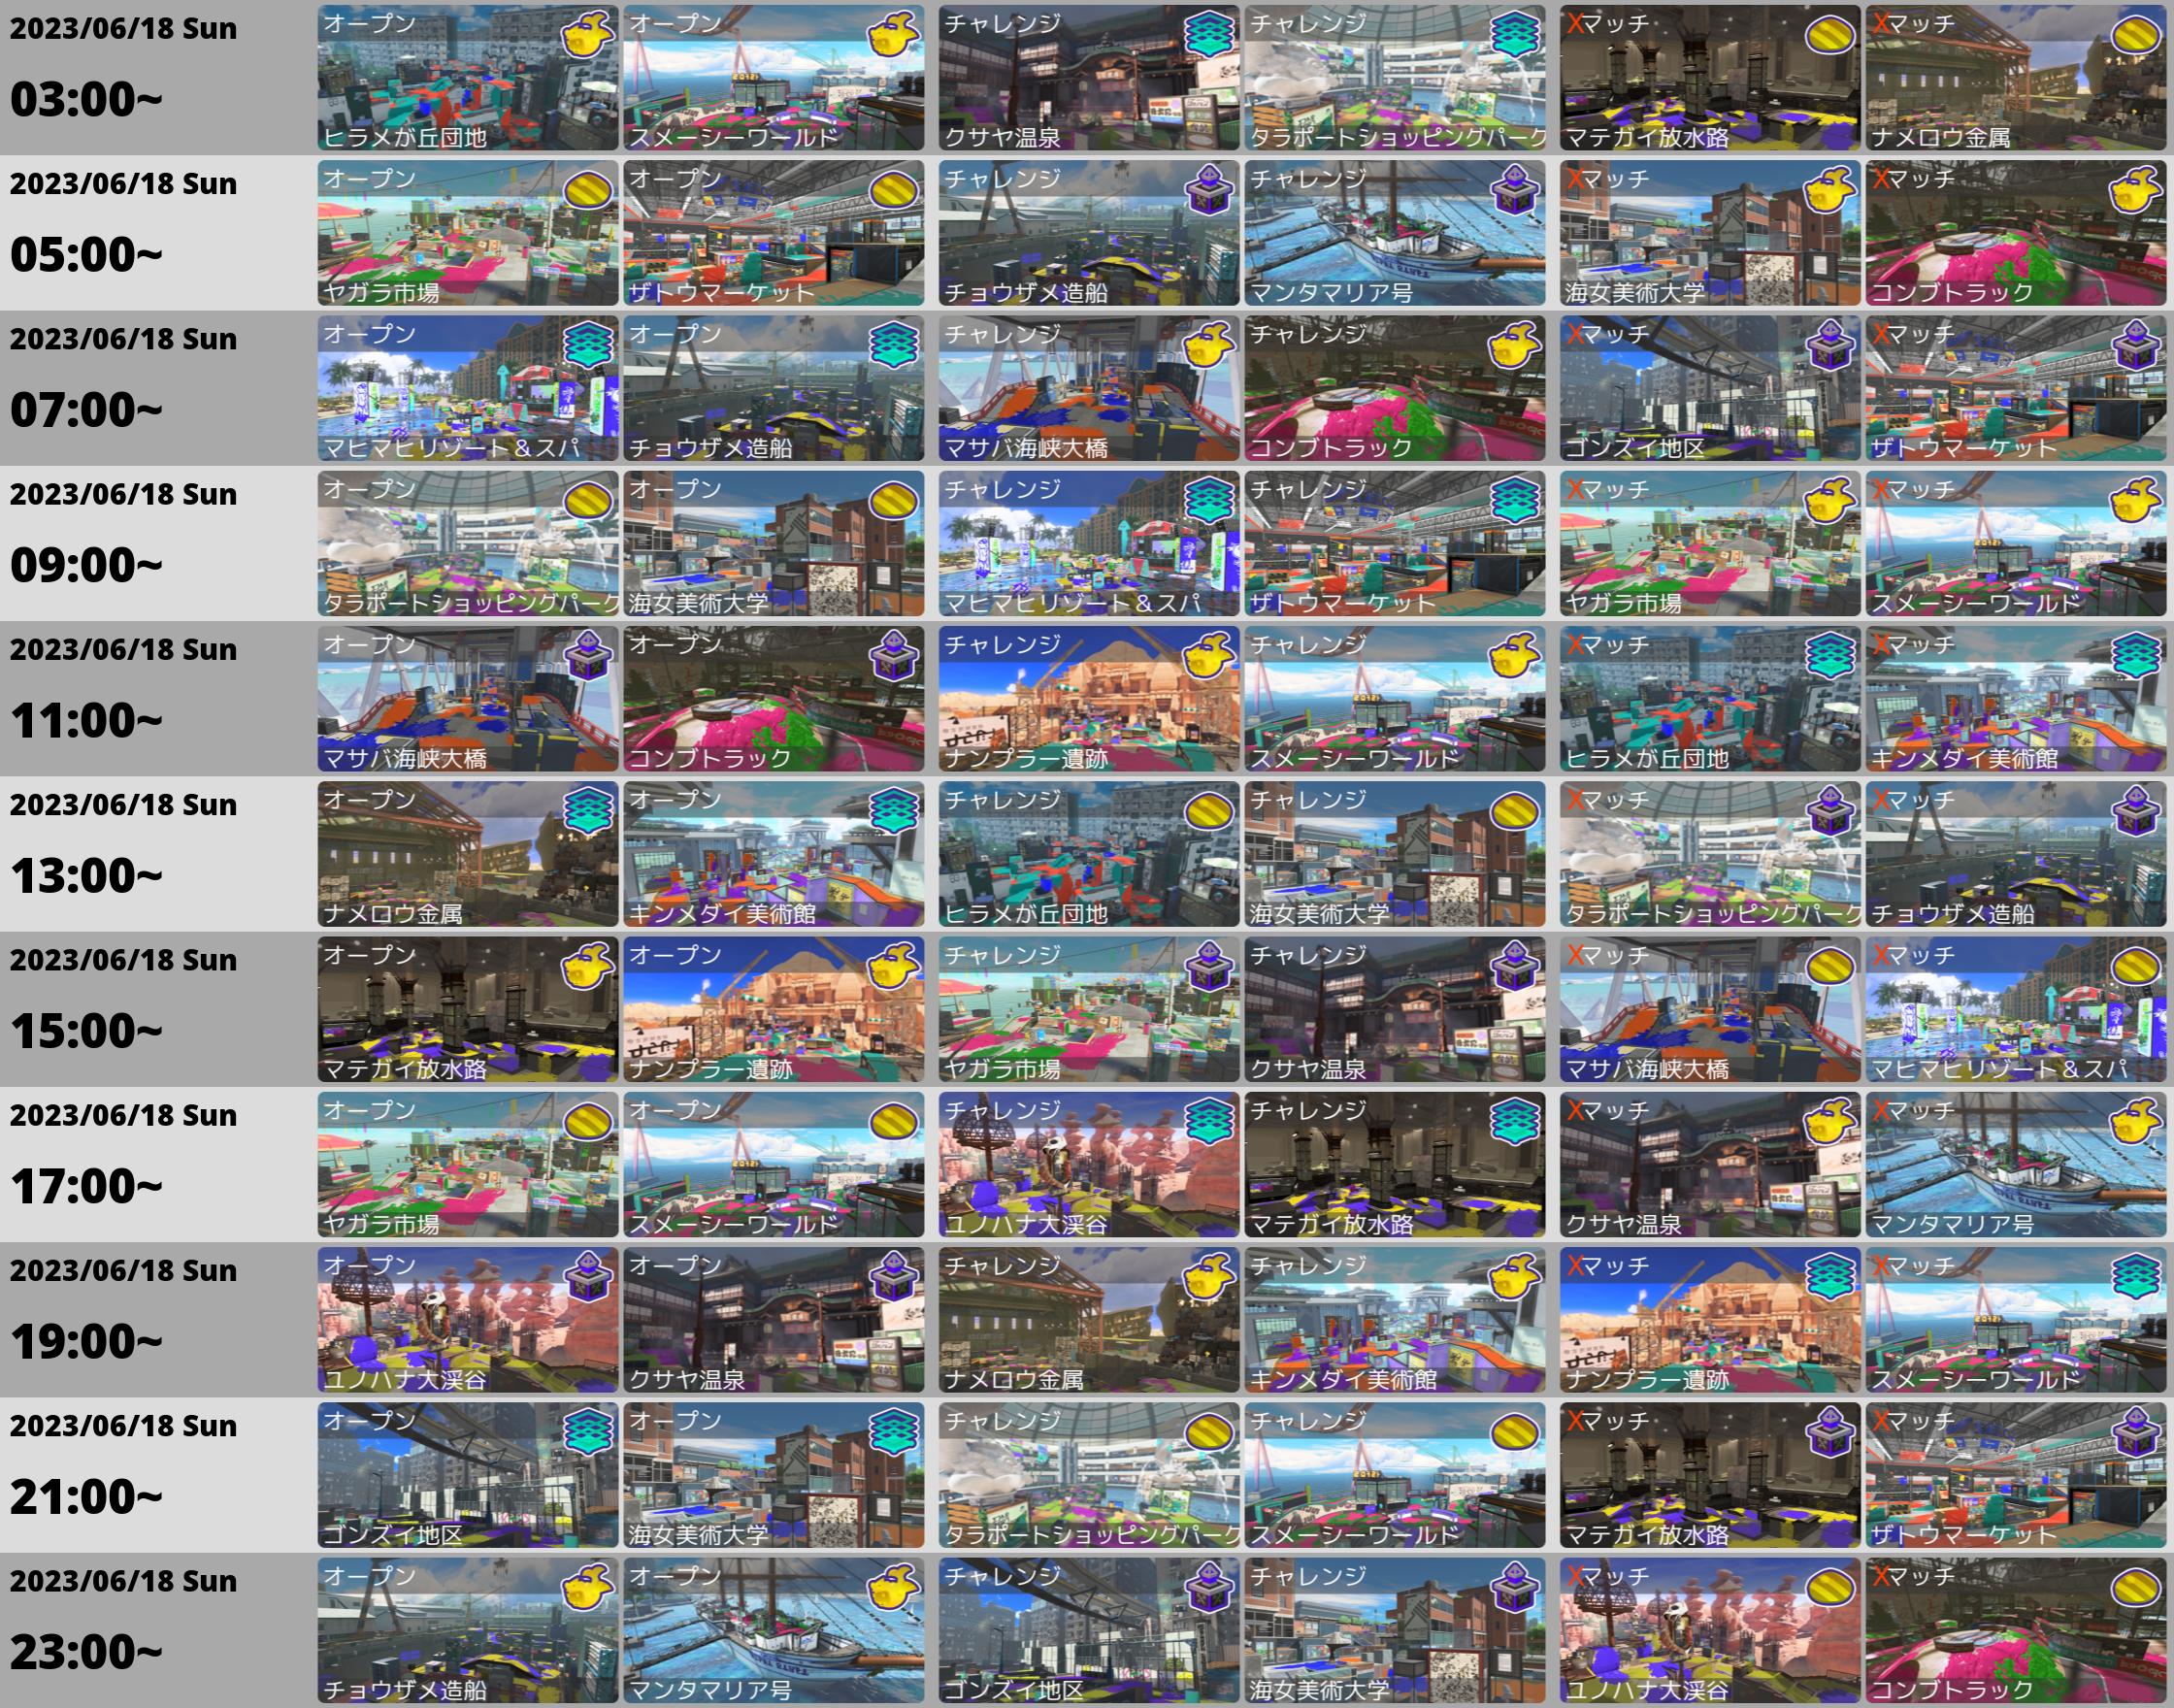 2023/06/18 Sun
03:00~
オープン オープン チャレンジ チャレンジ Xマッチ Xマッチ
ヒラメが丘団地 スメーシーワールド クサヤ温泉 タラポートショッピングパーク マテガイ放水路 ナメロウ金属
2023/06/18 Sun
05:00~
オープン オープン チャレンジ チャレンジ Xマッチ Xマッチ
ヤガラ市場 ザトウマーケット チョウザメ造船 マンタマリア号 海女美術大学 コンブトラック
2023/06/18 Sun
07:00~
オープン オープン チャレンジ チャレンジ Xマッチ Xマッチ
マヒマヒリゾート＆スパ チョウザメ造船 マサバ海峡大橋 コンブトラック ゴンズイ地区 ザトウマーケット
2023/06/18 Sun
09:00~
オープン オープン チャレンジ チャレンジ Xマッチ Xマッチ
タラポートショッピングパーク 海女美術大学 マヒマヒリゾート＆スパ ザトウマーケット ヤガラ市場 スメーシーワールド
2023/06/18 Sun
11:00~
オープン オープン チャレンジ チャレンジ Xマッチ Xマッチ
マサバ海峡大橋 コンブトラック ナンプラー遺跡 スメーシーワールド ヒラメが丘団地 キンメダイ美術館
2023/06/18 Sun
13:00~
オープン オープン チャレンジ チャレンジ Xマッチ Xマッチ
ナメロウ金属 キンメダイ美術館 ヒラメが丘団地 海女美術大学 タラポートショッピングパーク チョウザメ造船
2023/06/18 Sun
15:00~
オープン オープン チャレンジ チャレンジ Xマッチ Xマッチ
マテガイ放水路 ナンプラー遺跡 ヤガラ市場 クサヤ温泉 マサバ海峡大橋 マヒマヒリゾート＆スパ
2023/06/18 Sun
17:00~
オープン オープン チャレンジ チャレンジ Xマッチ Xマッチ
ヤガラ市場 スメーシーワールド ユノハナ大渓谷 マテガイ放水路 クサヤ温泉 マンタマリア号
2023/06/18 Sun
19:00~
オープン オープン チャレンジ チャレンジ Xマッチ Xマッチ
ユノハナ大渓谷 クサヤ温泉 ナメロウ金属 キンメダイ美術館 ナンプラー遺跡 スメーシーワールド
2023/06/18 Sun
21:00~
オープン オープン チャレンジ チャレンジ Xマッチ Xマッチ
ゴンズイ地区 海女美術大学 タラポートショッピングパーク スメーシーワールド マテガイ放水路 ザトウマーケット
2023/06/18 Sun
23:00~
オープン オープン チャレンジ チャレンジ Xマッチ Xマッチ
チョウザメ造船 マンタマリア号 ゴンズイ地区 海女美術大学 ユノハナ大渓谷 コンブトラック